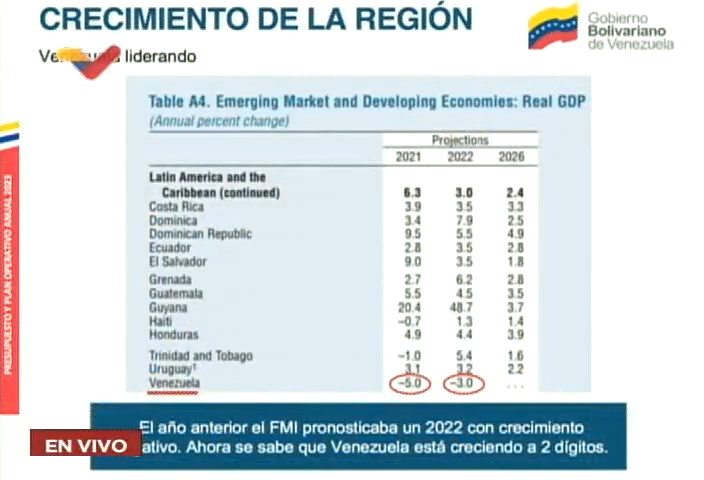 CRECIMIENTO DE LA REGIÓN
Gobierno
Bolivariano
de Venezuela
liderando
PRESUPUESTO Y PLAN OPERATIVO ANUAL 2023
Table A4. Emerging Market and Developing Economies: Real GDP
(Annual percent change)
Projections
2021 2022 2026
Latin America and the
Caribbean (continued) 6.3 3.0 2.4
Costa Rica 3.9 3.5 3.3
Dominica 3.4 7.9 2.5
Dominican Republic 9.5 5.5 4.9
Ecuador 2.8 3.5 2.8
El Salvador 9.0 3.5 1.8
Grenada 2.7 6.2 2.8
Guatemala 5.5 4.5 3.5
Guyana 20.4 48.7 3.7
Haiti –0.7 1.3 1.4
Honduras 4.9 4.4 3.9
Trinidad and Tobago –1.0 5.4 1.6
Uruguay¹ 3.1 3.2 2.2
Venezuela –5.0 –3.0 ...
El año anterior el FMI pronosticaba un 2022 con crecimiento
ativo. Ahora se sabe que Venezuela está creciendo a 2 dígitos.
EN VIVO